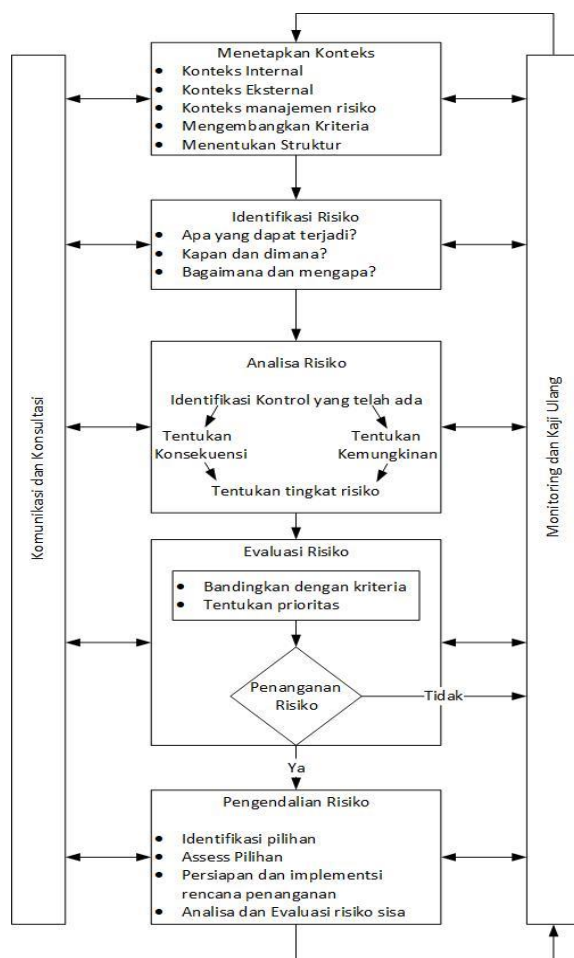 Menetapkan Konteks
• Konteks Internal
• Konteks Eksternal
• Konteks manajemen risiko
• Mengembangkan Kriteria
• Menentukan Struktur
Identifikasi Risiko
• Apa yang dapat terjadi?
• Kapan dan dimana?
• Bagaimana dan mengapa?
Analisa Risiko
Identifikasi Kontrol yang telah ada
Tentukan
Konsekuensi
Tentukan
Kemungkinan
Tentukan tingkat risiko
Evaluasi Risiko
• Bandingkan dengan kriteria
• Tentukan prioritas
Penanganan
Risiko
Tidak
Ya
Pengendalian Risiko
• Identifikasi pilihan
• Assess Pilihan
• Persiapan dan implementsi
rencana penanganan
• Analisa dan Evaluasi risiko sisa
Komunikasi dan Konsultasi
Monitoring dan Kaji Ulang